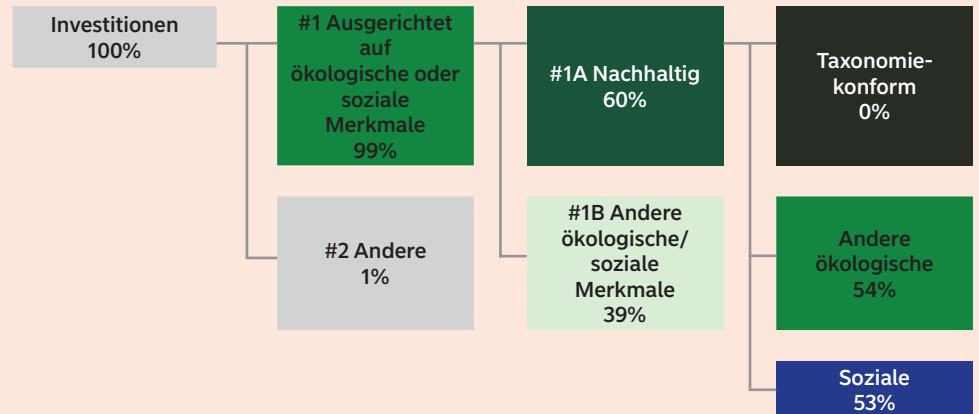 Investitionen
100%
#1 Ausgerichtet
auf
ökologische oder
soziale
Merkmale
99%
#2 Andere
1%
#1A Nachhaltig
60%
#1B Andere
ökologische/
soziale
Merkmale
39%
Taxonomie-
konform
0%
Andere
ökologische
54%
Soziale
53%